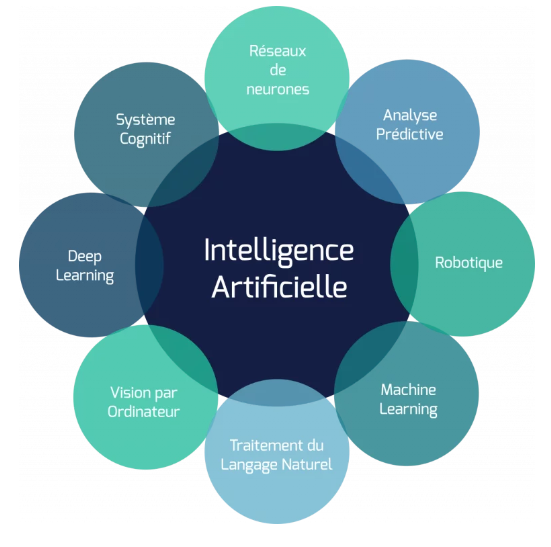 Réseaux
de
neurones
Analyse
Prédictive
Système
Cognitif
Intelligence
Artificielle
Deep
Learning
Robotique
Vision par
Ordinateur
Machine
Learning
Traitement du
Langage Naturel